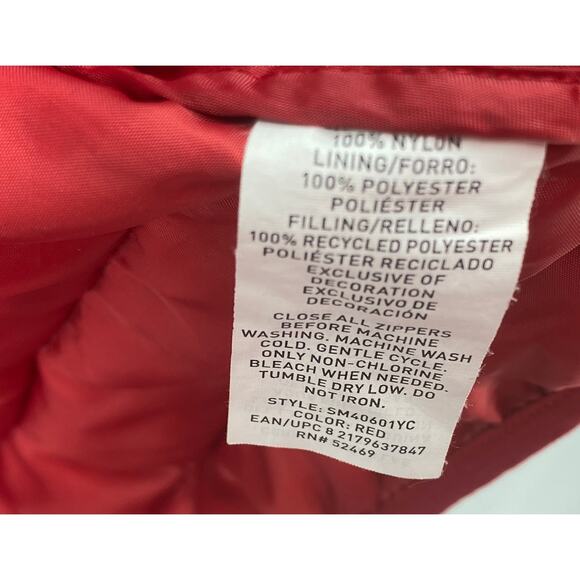 100% NYLON
LINING/FORRO:
100% POLYESTER
POLIÉSTER
FILLING/RELLENO:
100% RECYCLED POLYESTER
POLIÉSTER RECICLADO
EXCLUSIVE OF
DECORATION
EXCLUSIVO DE
DECORACIÓN
CLOSE ALL ZIPPERS
BEFORE MACHINE
WASHING. MACHINE WASH
COLD. GENTLE CYCLE.
ONLY NON-CHLORINE
BLEACH WHEN NEEDED.
TUMBLE DRY LOW. DO
NOT IRON.
STYLE: SM40601YC
COLOR: RED
EAN/UPC 8 2179637847
RN# 52469